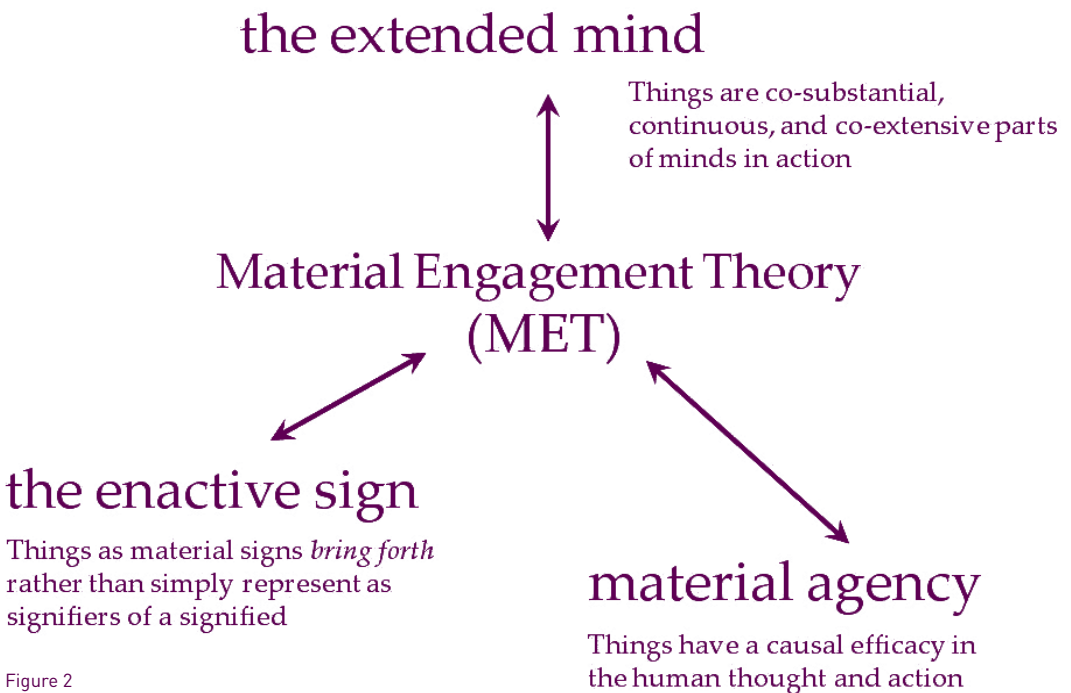 the extended mind
Things are co-substantial,
continuous, and co-extensive parts
of minds in action
Material Engagement Theory
(MET)
the enactive sign
Things as material signs bring forth
rather than simply represent as
signifiers of a signified
material agency
Things have a causal efficacy in
the human thought and action
Figure 2